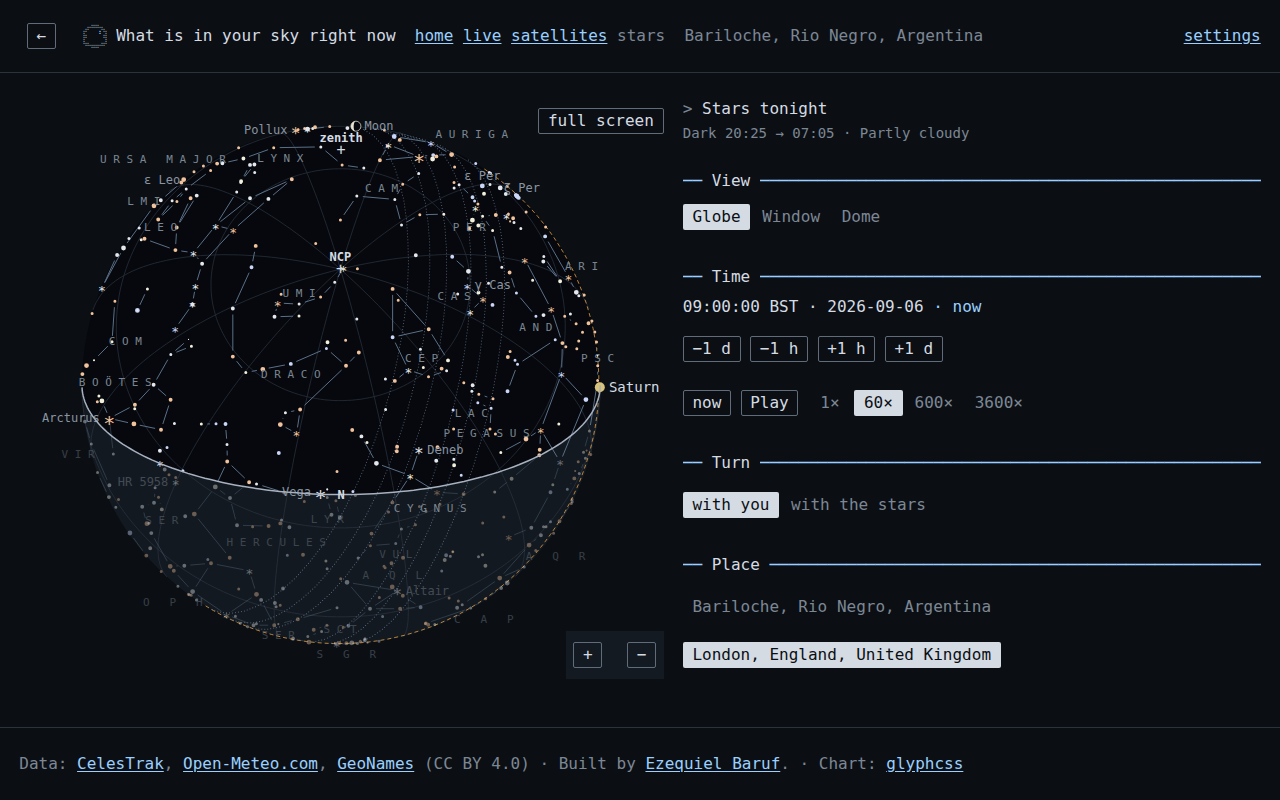 ← What is in your sky right now home live satellites stars Bariloche, Rio Negro, Argentina settings
full screen
Pollux
Moon
zenith
AURIGA
URSA MAJOR
LYNX
ε Leo
CAM
ε Per
ξ Per
LMI
LEO
PER
NCP
ARI
UMI
γ Cas
CAS
AND
COM
CEP
PSC
DRACO
BOÖTES
Saturn
Arcturus
LAC
PEGASUS
VIR
Deneb
HR 5958
Vega
N
CYGNUS
SER
LYR
HERCULES
VUL
AQR
AQL
Altair
OPH
CAP
SER
SCT
SGR
+ −
> Stars tonight
Dark 20:25 → 07:05 · Partly cloudy
View
Globe Window Dome
Time
09:00:00 BST · 2026-09-06 · now
−1 d −1 h +1 h +1 d
now Play 1× 60× 600× 3600×
Turn
with you with the stars
Place
Bariloche, Rio Negro, Argentina
London, England, United Kingdom
Data: CelesTrak, Open-Meteo.com, GeoNames (CC BY 4.0) · Built by Ezequiel Baruf. · Chart: glyphcss